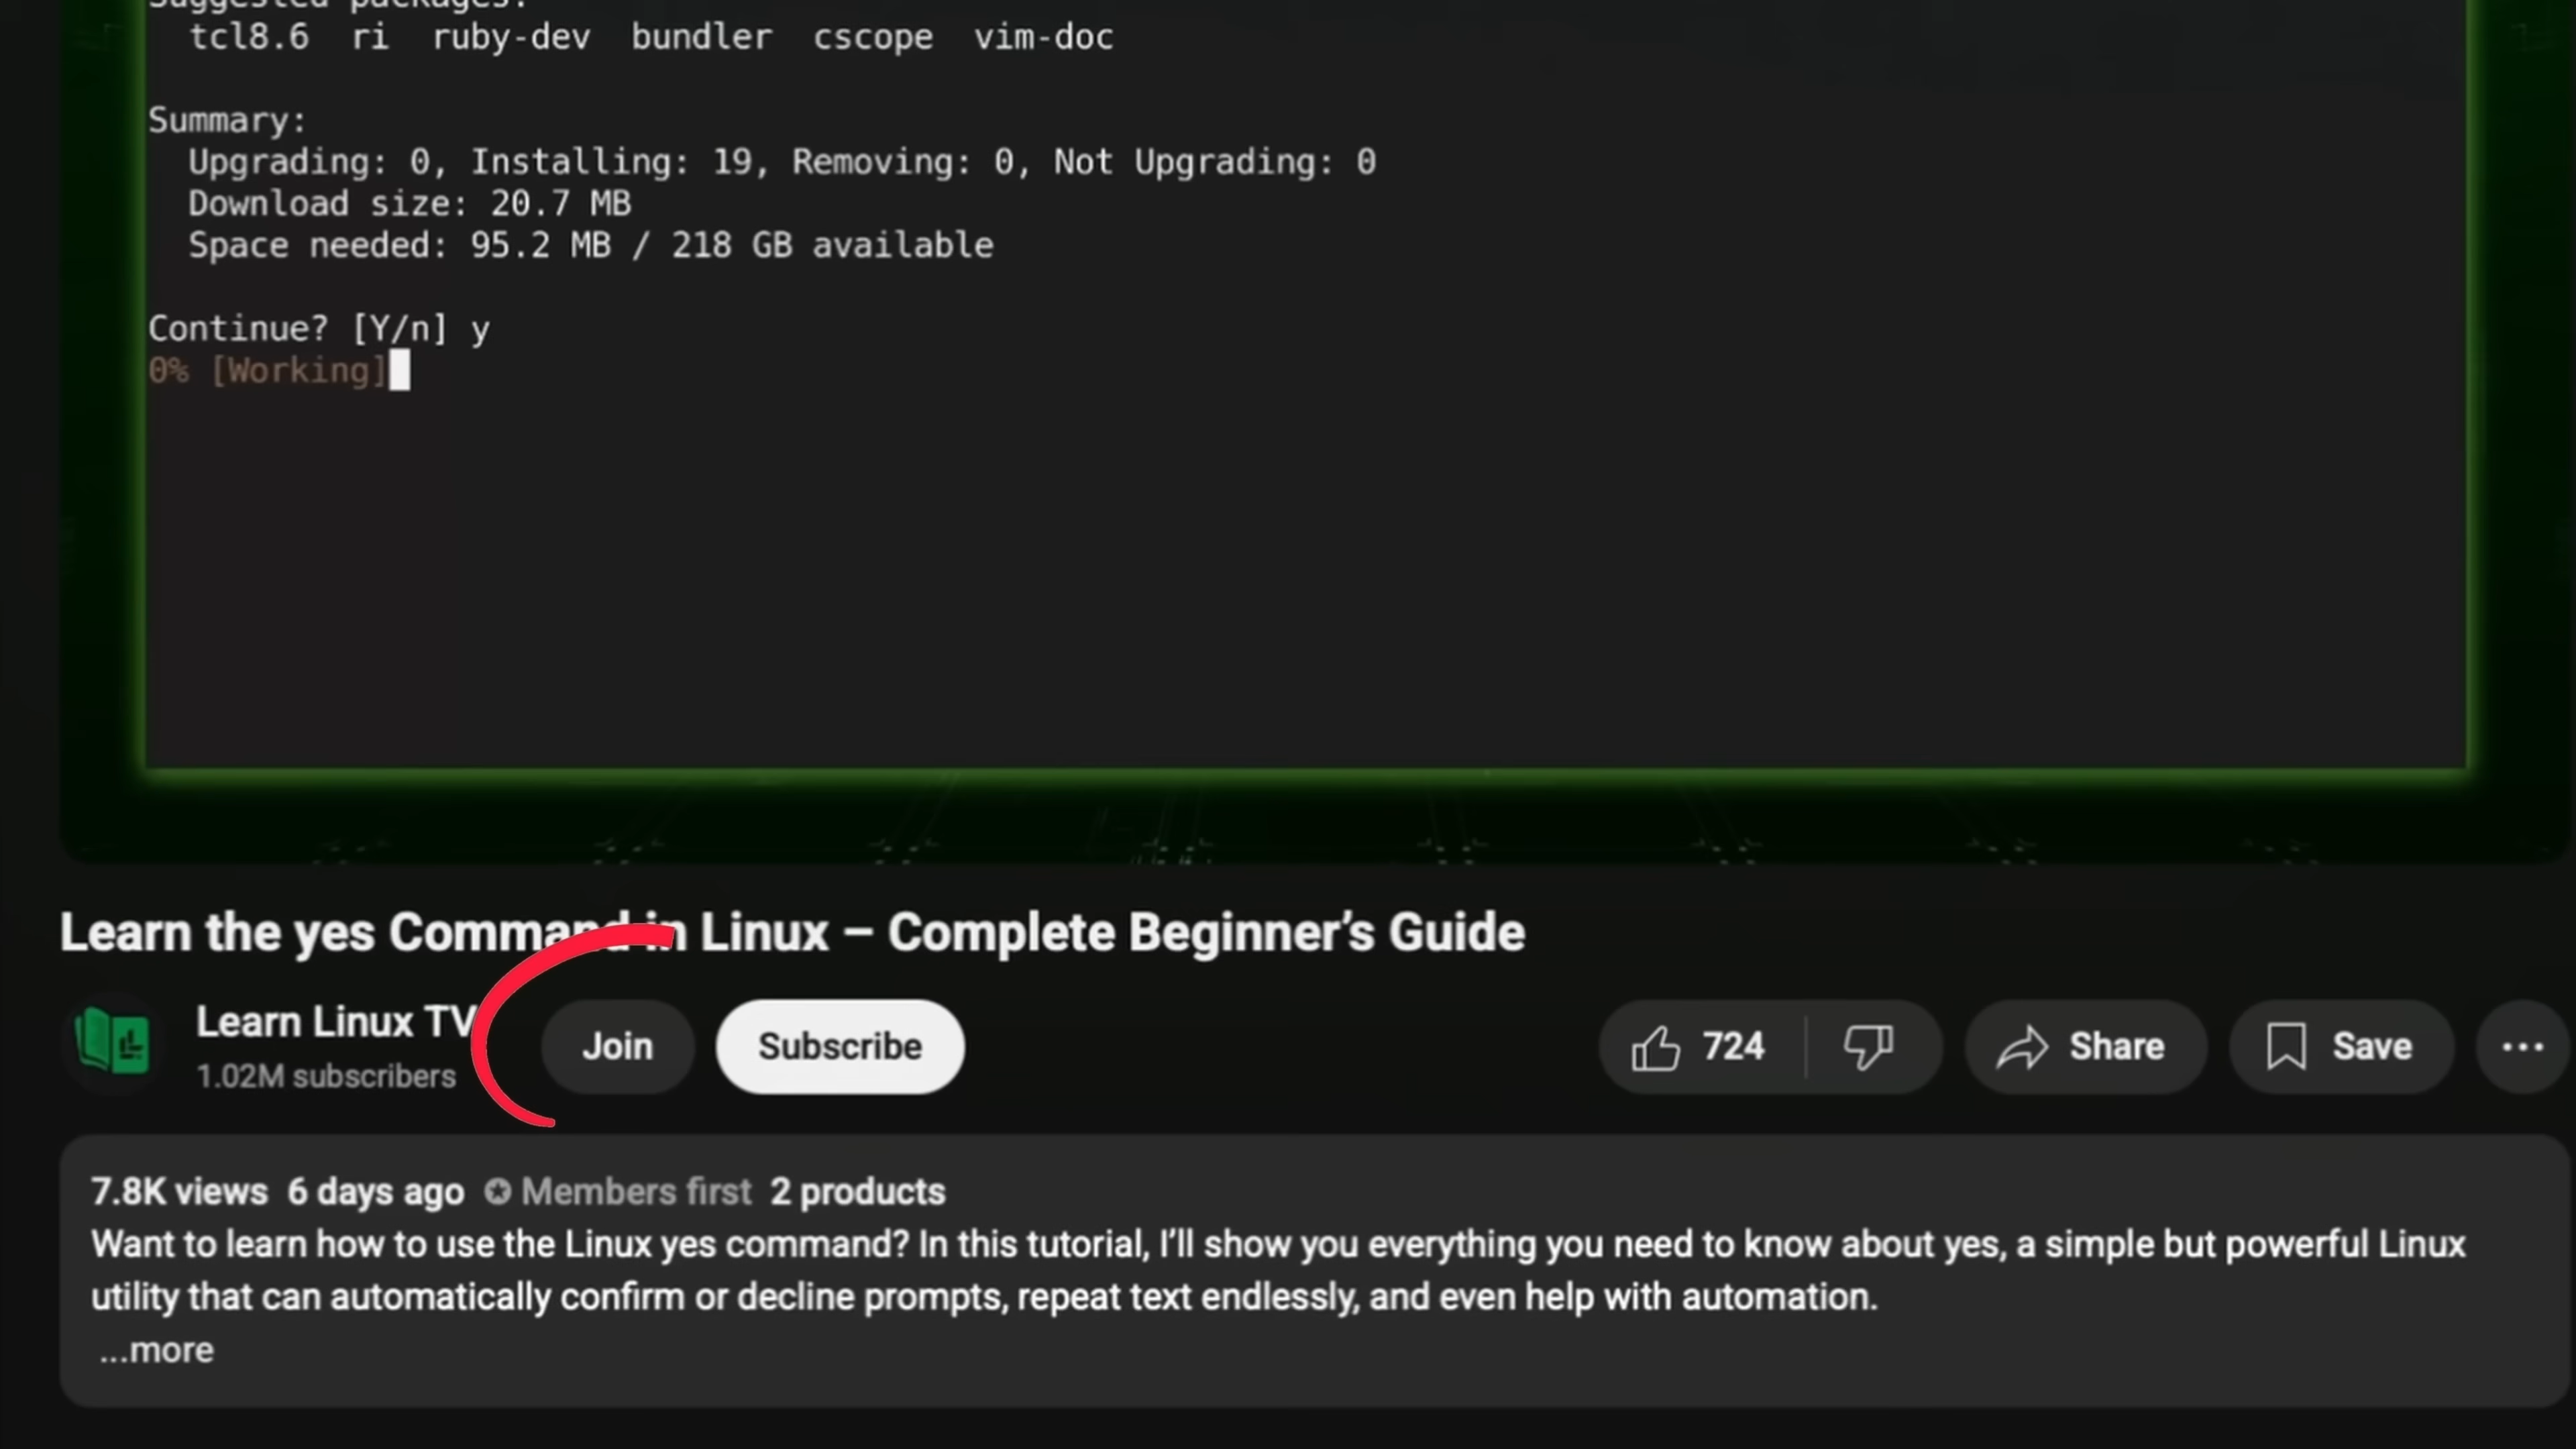 Suggested packages:
tcl8.6 ri ruby-dev bundler cscope vim-doc
Summary:
Upgrading: 0, Installing: 19, Removing: 0, Not Upgrading: 0
Download size: 20.7 MB
Space needed: 95.2 MB / 218 GB available
Continue? [Y/n] y
0% [Working]
Learn the yes Command in Linux – Complete Beginner’s Guide
Learn Linux TV
1.02M subscribers
Join
Subscribe
724
Share
Save
7.8K views 6 days ago Members first 2 products
Want to learn how to use the Linux yes command? In this tutorial, I’ll show you everything you need to know about yes, a simple but powerful Linux
utility that can automatically confirm or decline prompts, repeat text endlessly, and even help with automation.
...more